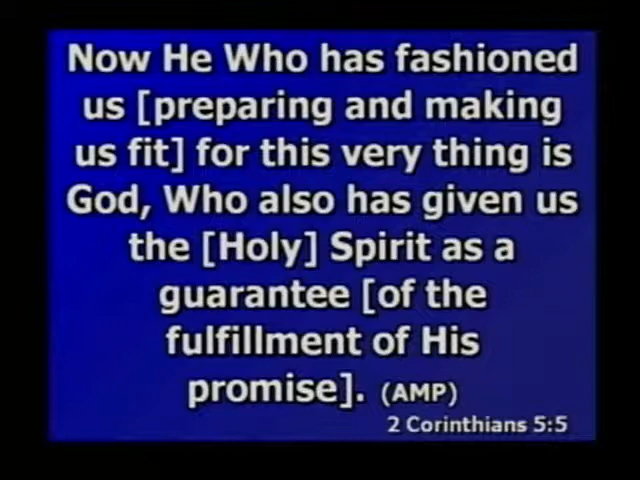 Now He Who has fashioned
us [preparing and making
us fit] for this very thing is
God, Who also has given us
the [Holy] Spirit as a
guarantee [of the
fulfillment of His
promise]. (AMP)
2 Corinthians 5:5